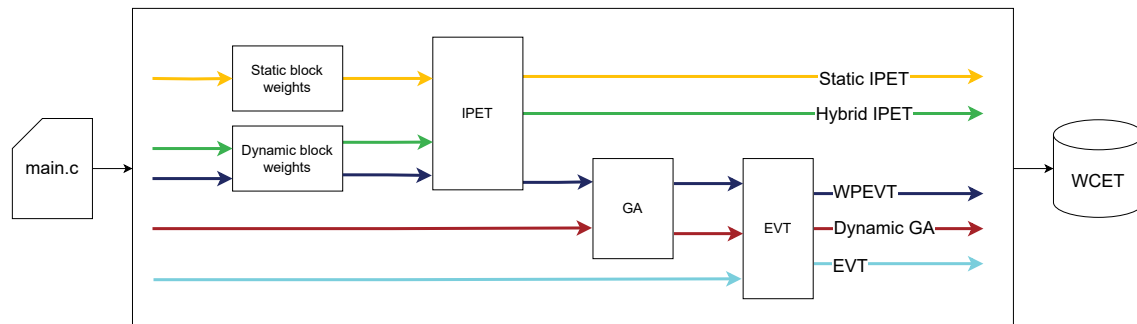 main.c
Static block
weights
Dynamic block
weights
IPET
GA
EVT
Static IPET
Hybrid IPET
WPEVT
Dynamic GA
EVT
WCET